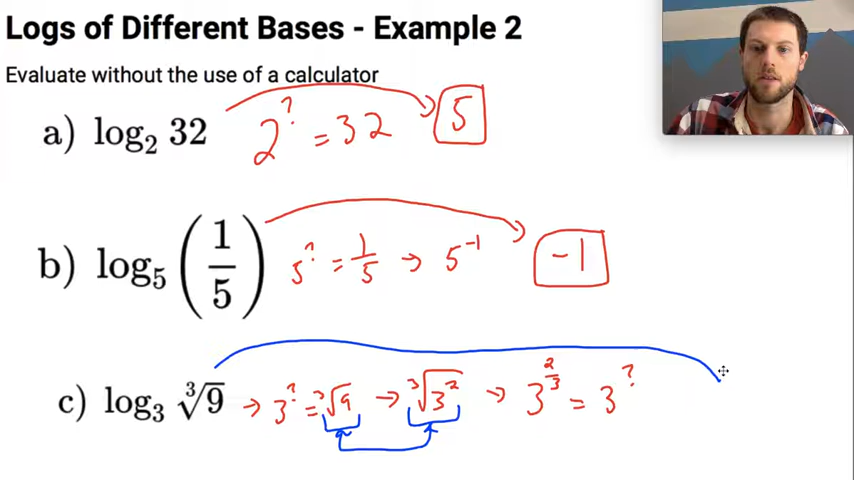 Logs of Different Bases - Example 2
Evaluate without the use of a calculator
a) log₂ 32 2^? = 32 5
b) log₅ (1/5) 5^? = 1/5 → 5⁻¹ -1
c) log₃ ∛9 → 3^? = ∛9 → ∛3² → 3^(2/3) = 3^?